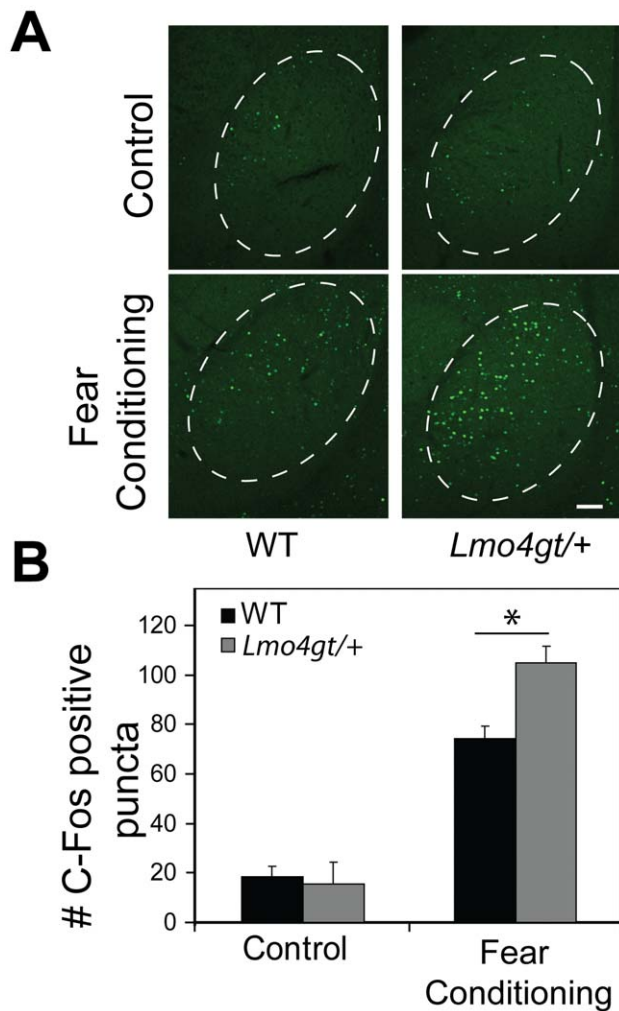 A
Control
Fear
Conditioning
WT
Lmo4gt/+
B
# C-Fos positive
puncta
120
100
80
60
40
20
0
WT
Lmo4gt/+
*
Control
Fear
Conditioning